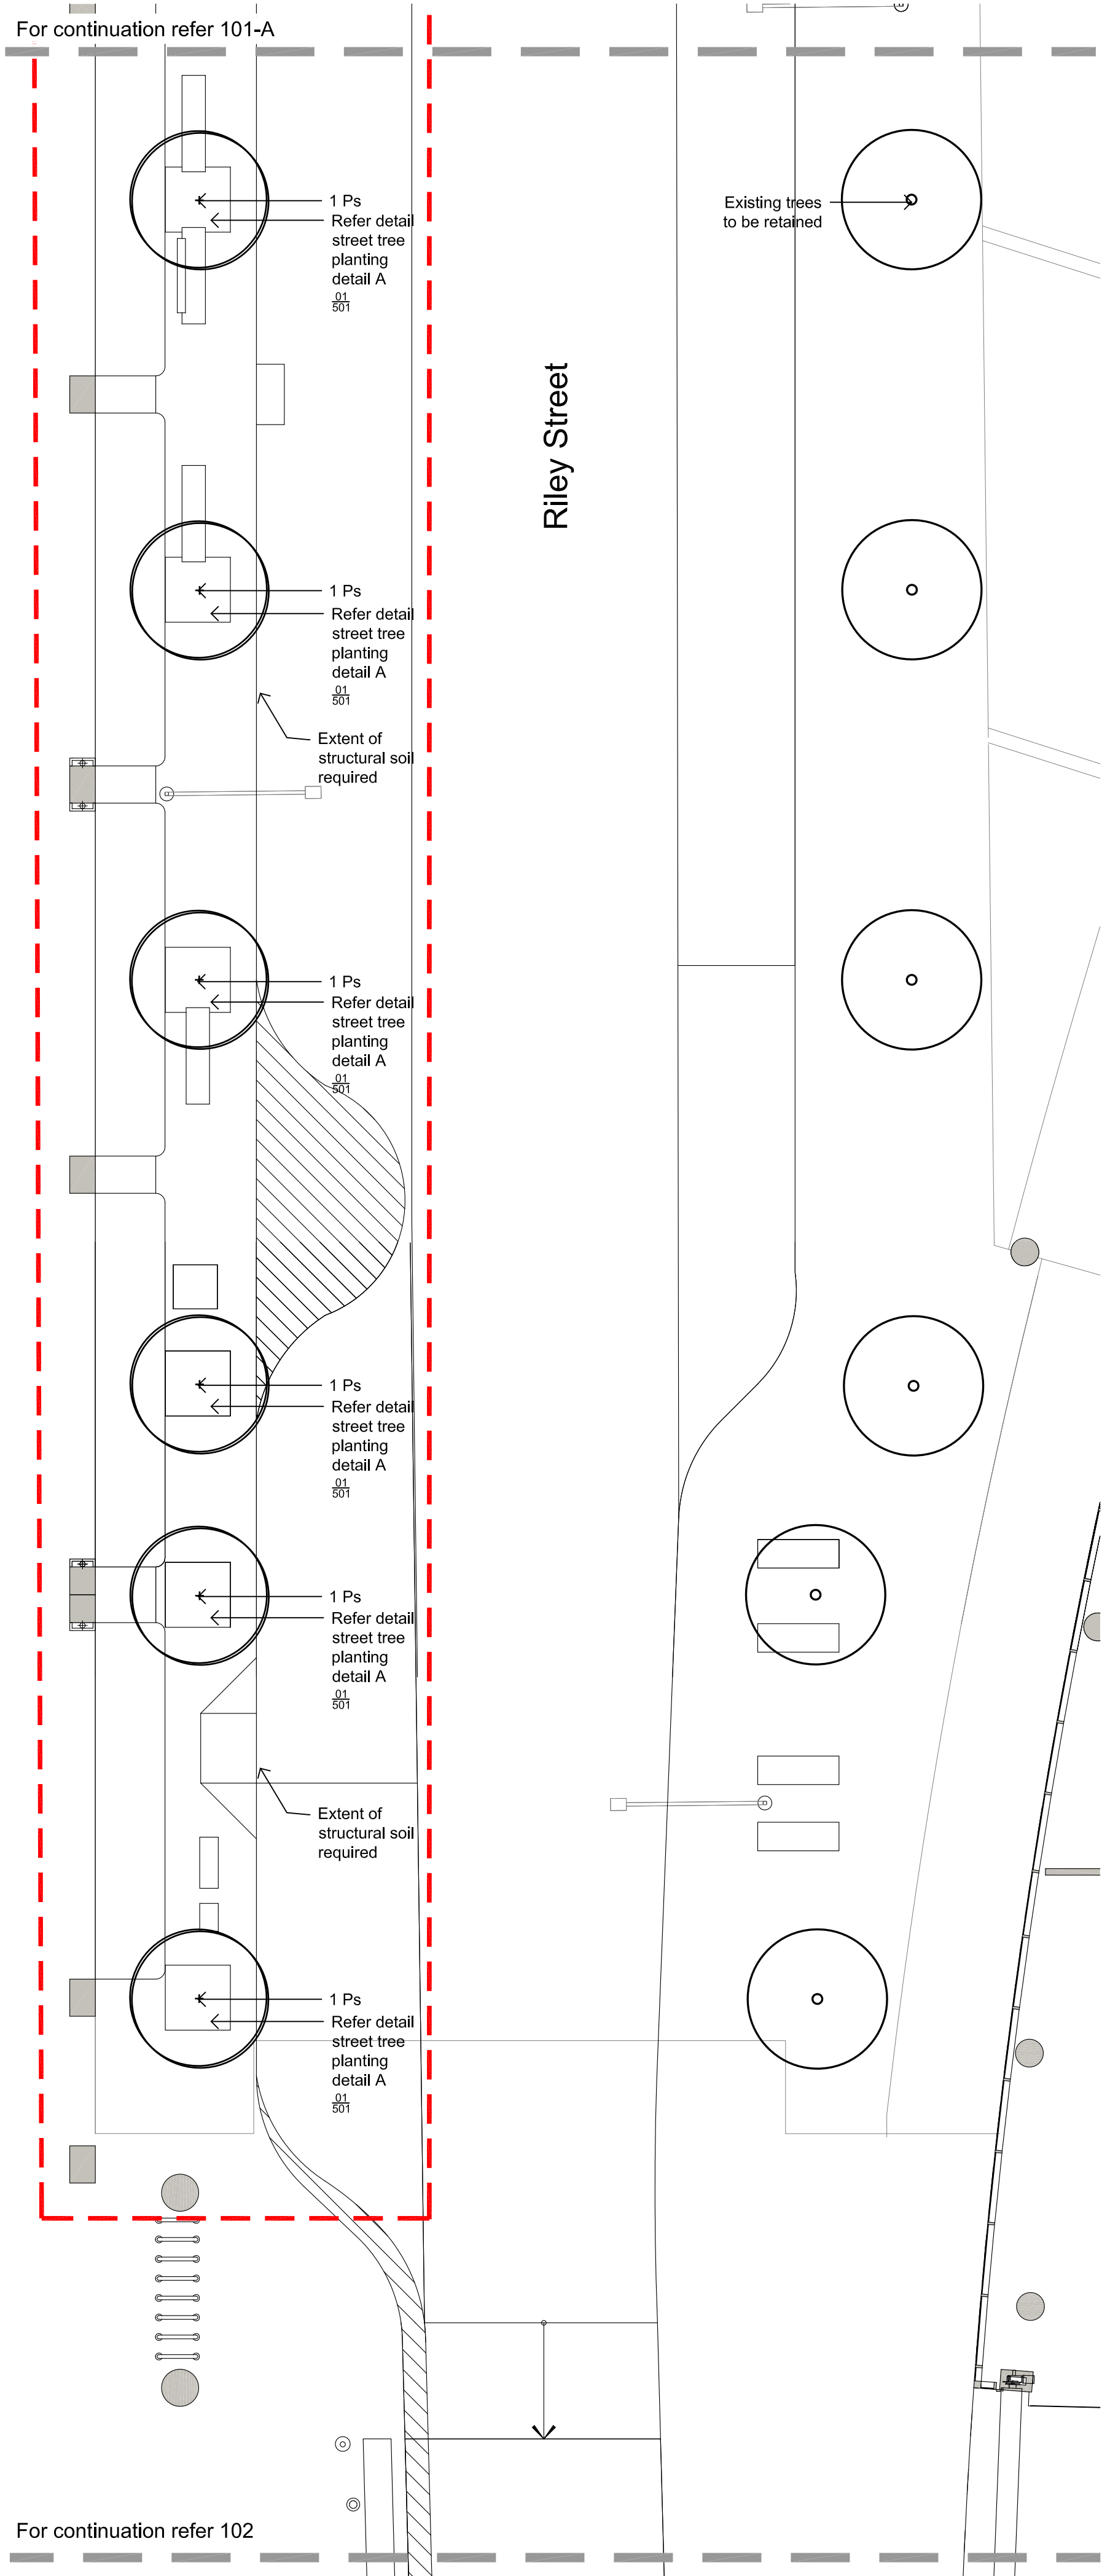 For continuation refer 101-A
1 Ps
Refer detail
street tree
planting
detail A
01
501
Existing trees
to be retained
Riley Street
1 Ps
Refer detail
street tree
planting
detail A
01
501
Extent of
structural soil
required
1 Ps
Refer detail
street tree
planting
detail A
01
501
1 Ps
Refer detail
street tree
planting
detail A
01
501
1 Ps
Refer detail
street tree
planting
detail A
01
501
Extent of
structural soil
required
1 Ps
Refer detail
street tree
planting
detail A
01
501
For continuation refer 102